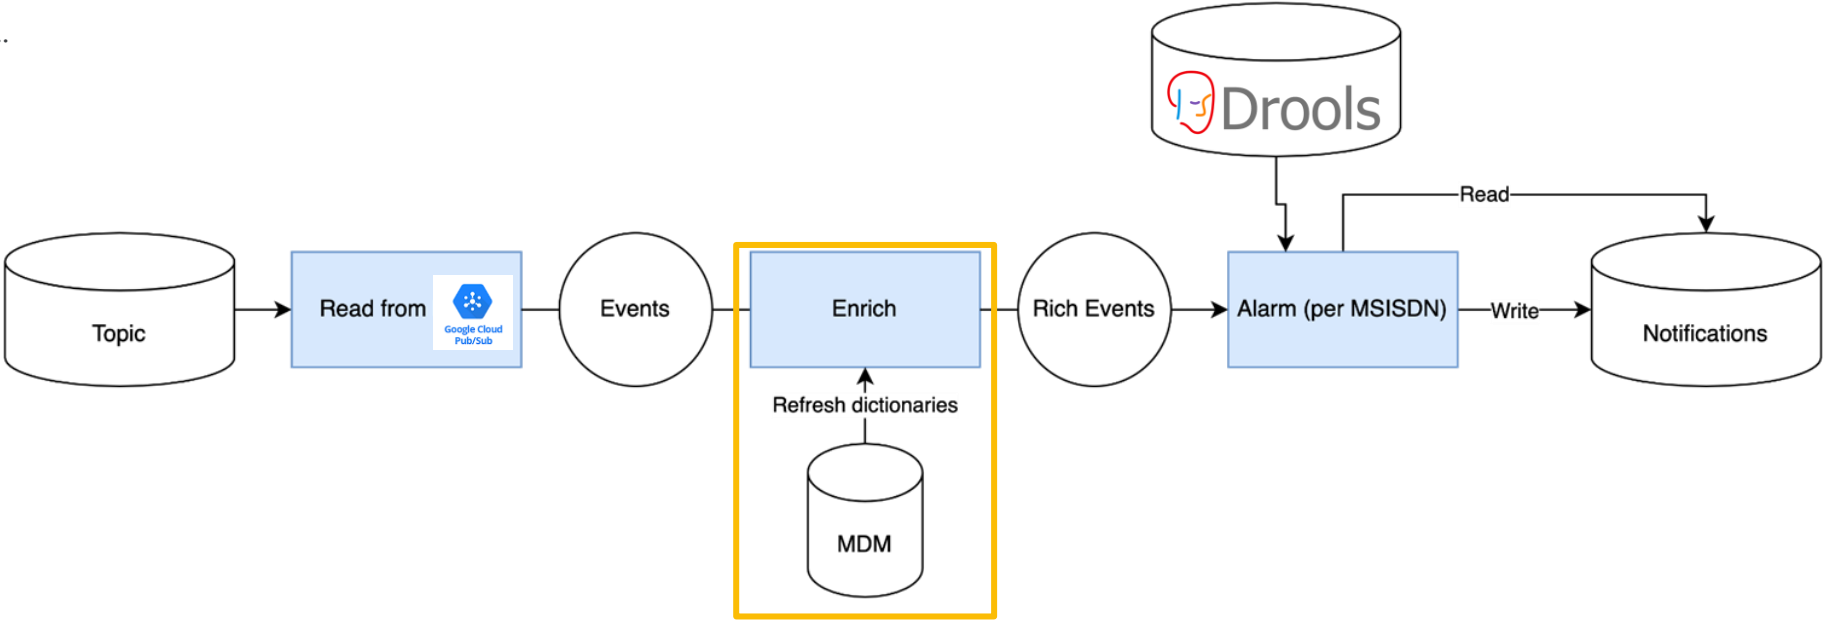 ..
Drools
Read
Topic
Read from
Google Cloud
Pub/Sub
Events
Enrich
Rich Events
Alarm (per MSISDN)
Write
Notifications
Refresh dictionaries
MDM